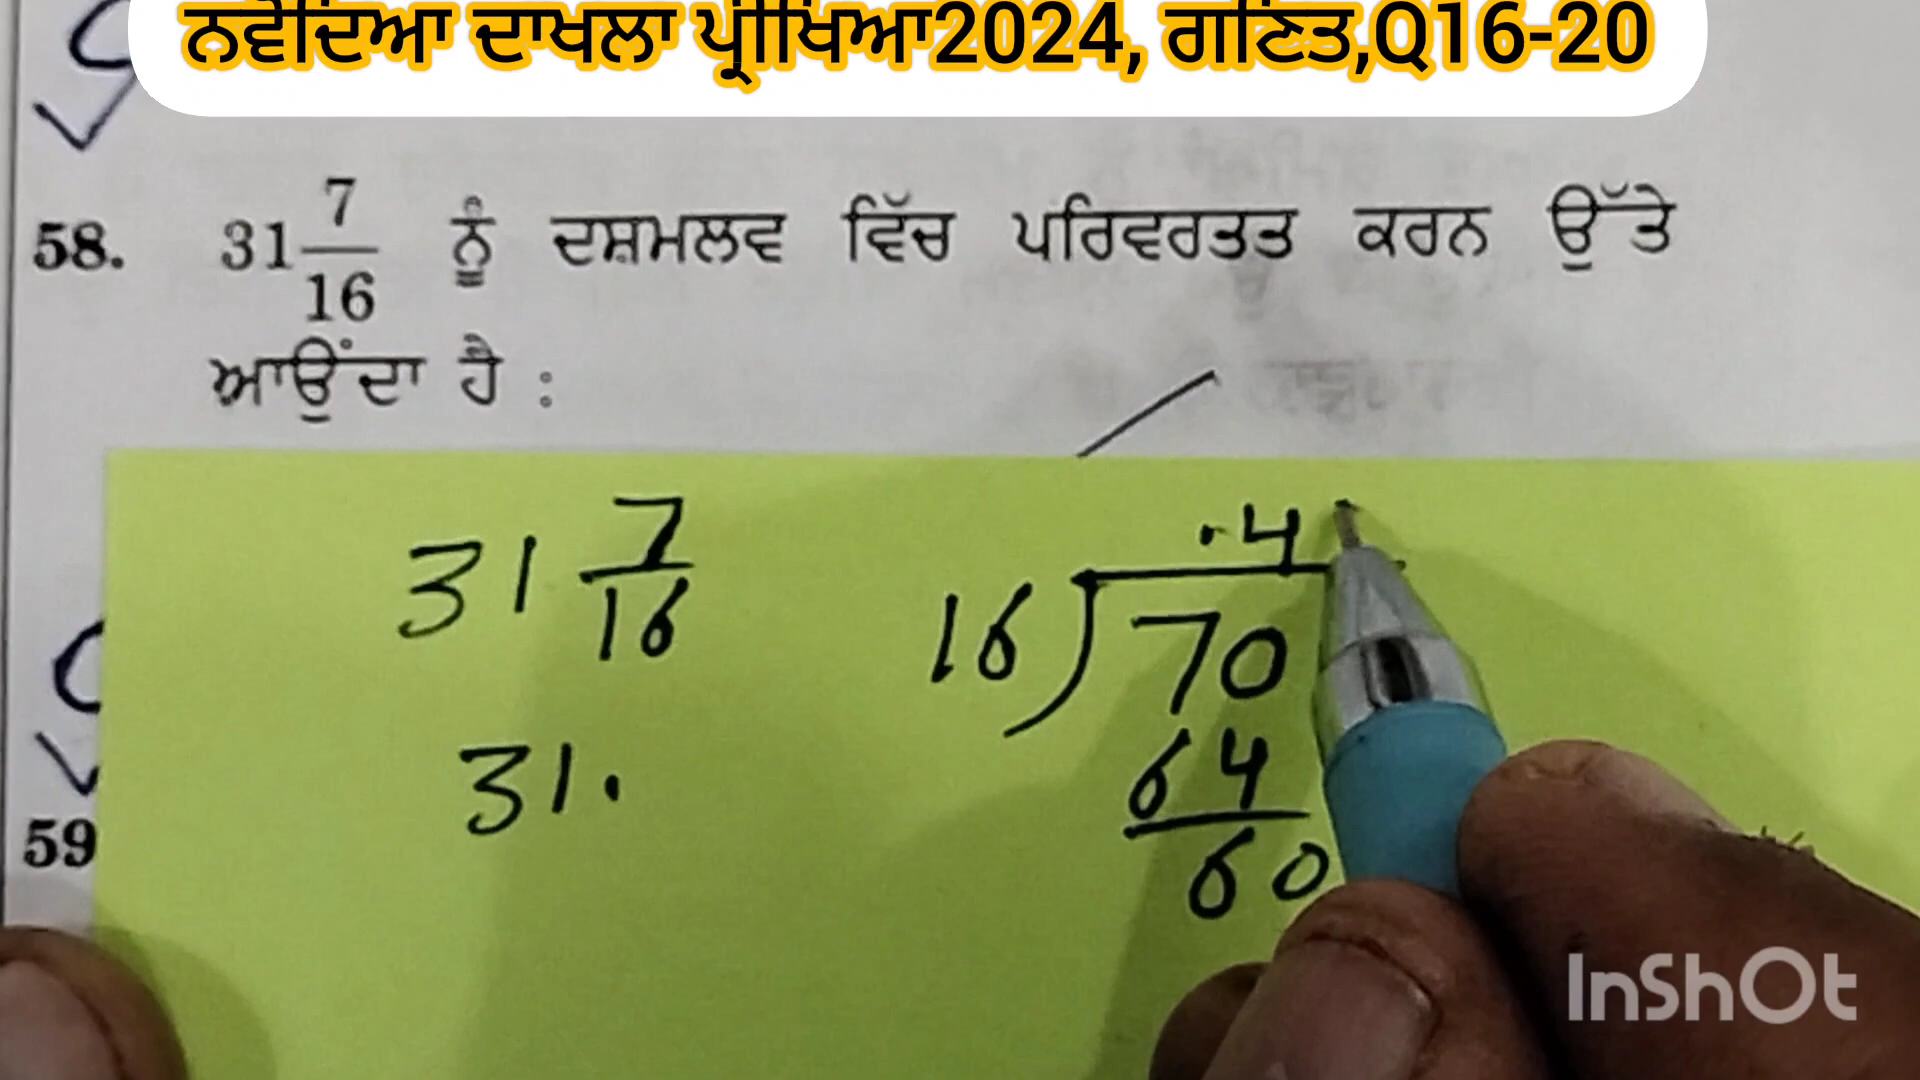 ਨਵੋਦਿਆ ਦਾਖਲਾ ਪ੍ਰੀਖਿਆ2024, ਗਣਿਤ,Q16-20
58. 31 7/16 ਨੂੰ ਦਸ਼ਮਲਵ ਵਿੱਚ ਪਰਿਵਰਤਤ ਕਰਨ ਉੱਤੇ
ਆਉਂਦਾ ਹੈ :
31 7/16
31.
.4
16)70
64
60
59
InShOt